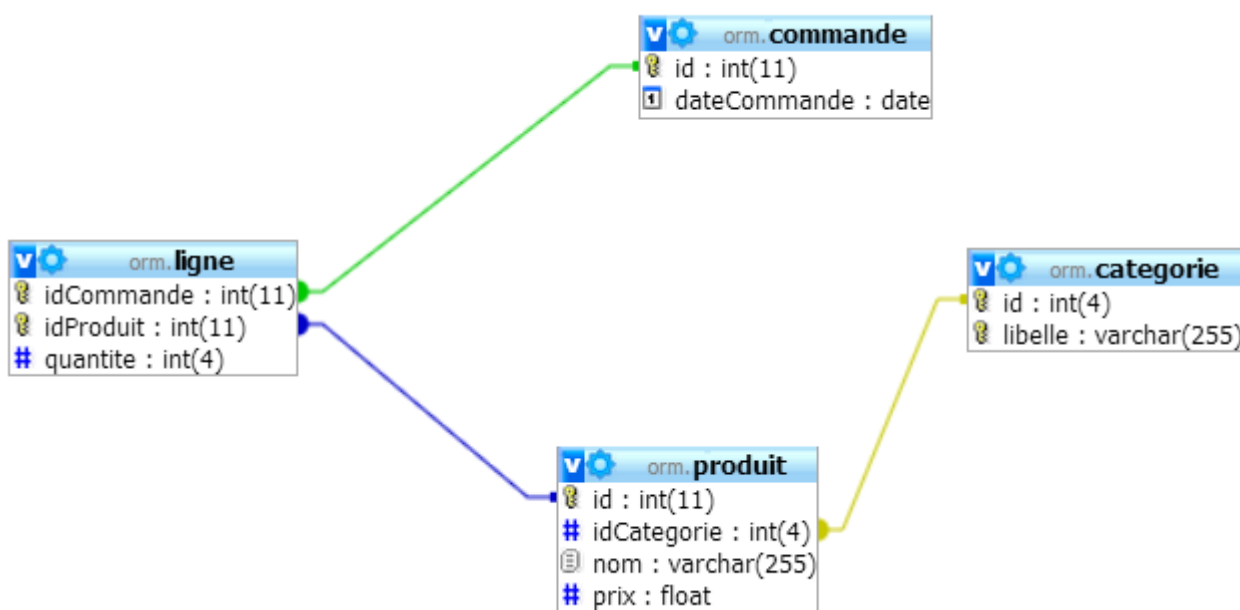 orm.commande
id : int(11)
dateCommande : date
orm.ligne
idCommande : int(11)
idProduit : int(11)
# quantite : int(4)
orm.categorie
id : int(4)
libelle : varchar(255)
orm.produit
id : int(11)
# idCategorie : int(4)
nom : varchar(255)
# prix : float